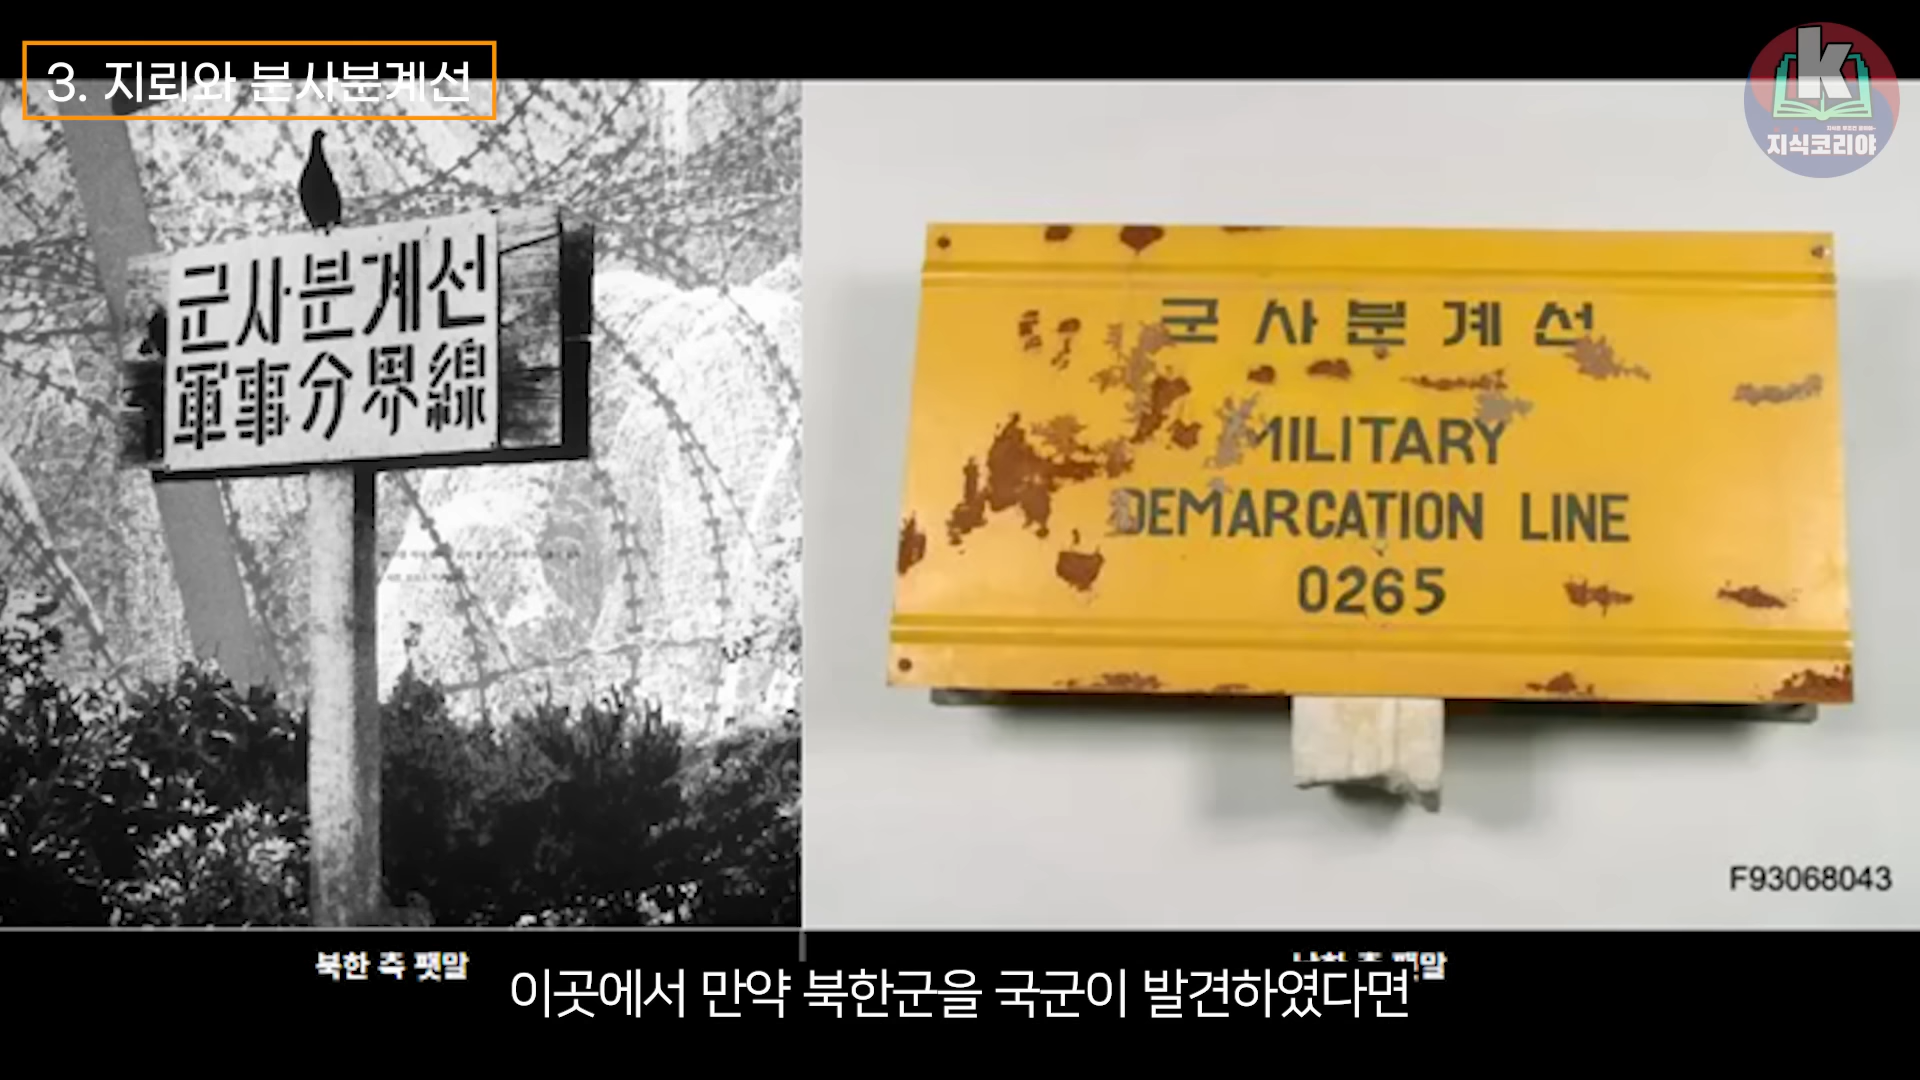 3. 지뢰와 분사분계선
k
지식코리아
군사분계선
軍事分界線
군사분계선
MILITARY
DEMARCATION LINE
0265
F93068043
북한 측 팻말
이곳에서 만약 북한군을 국군이 발견하였다면